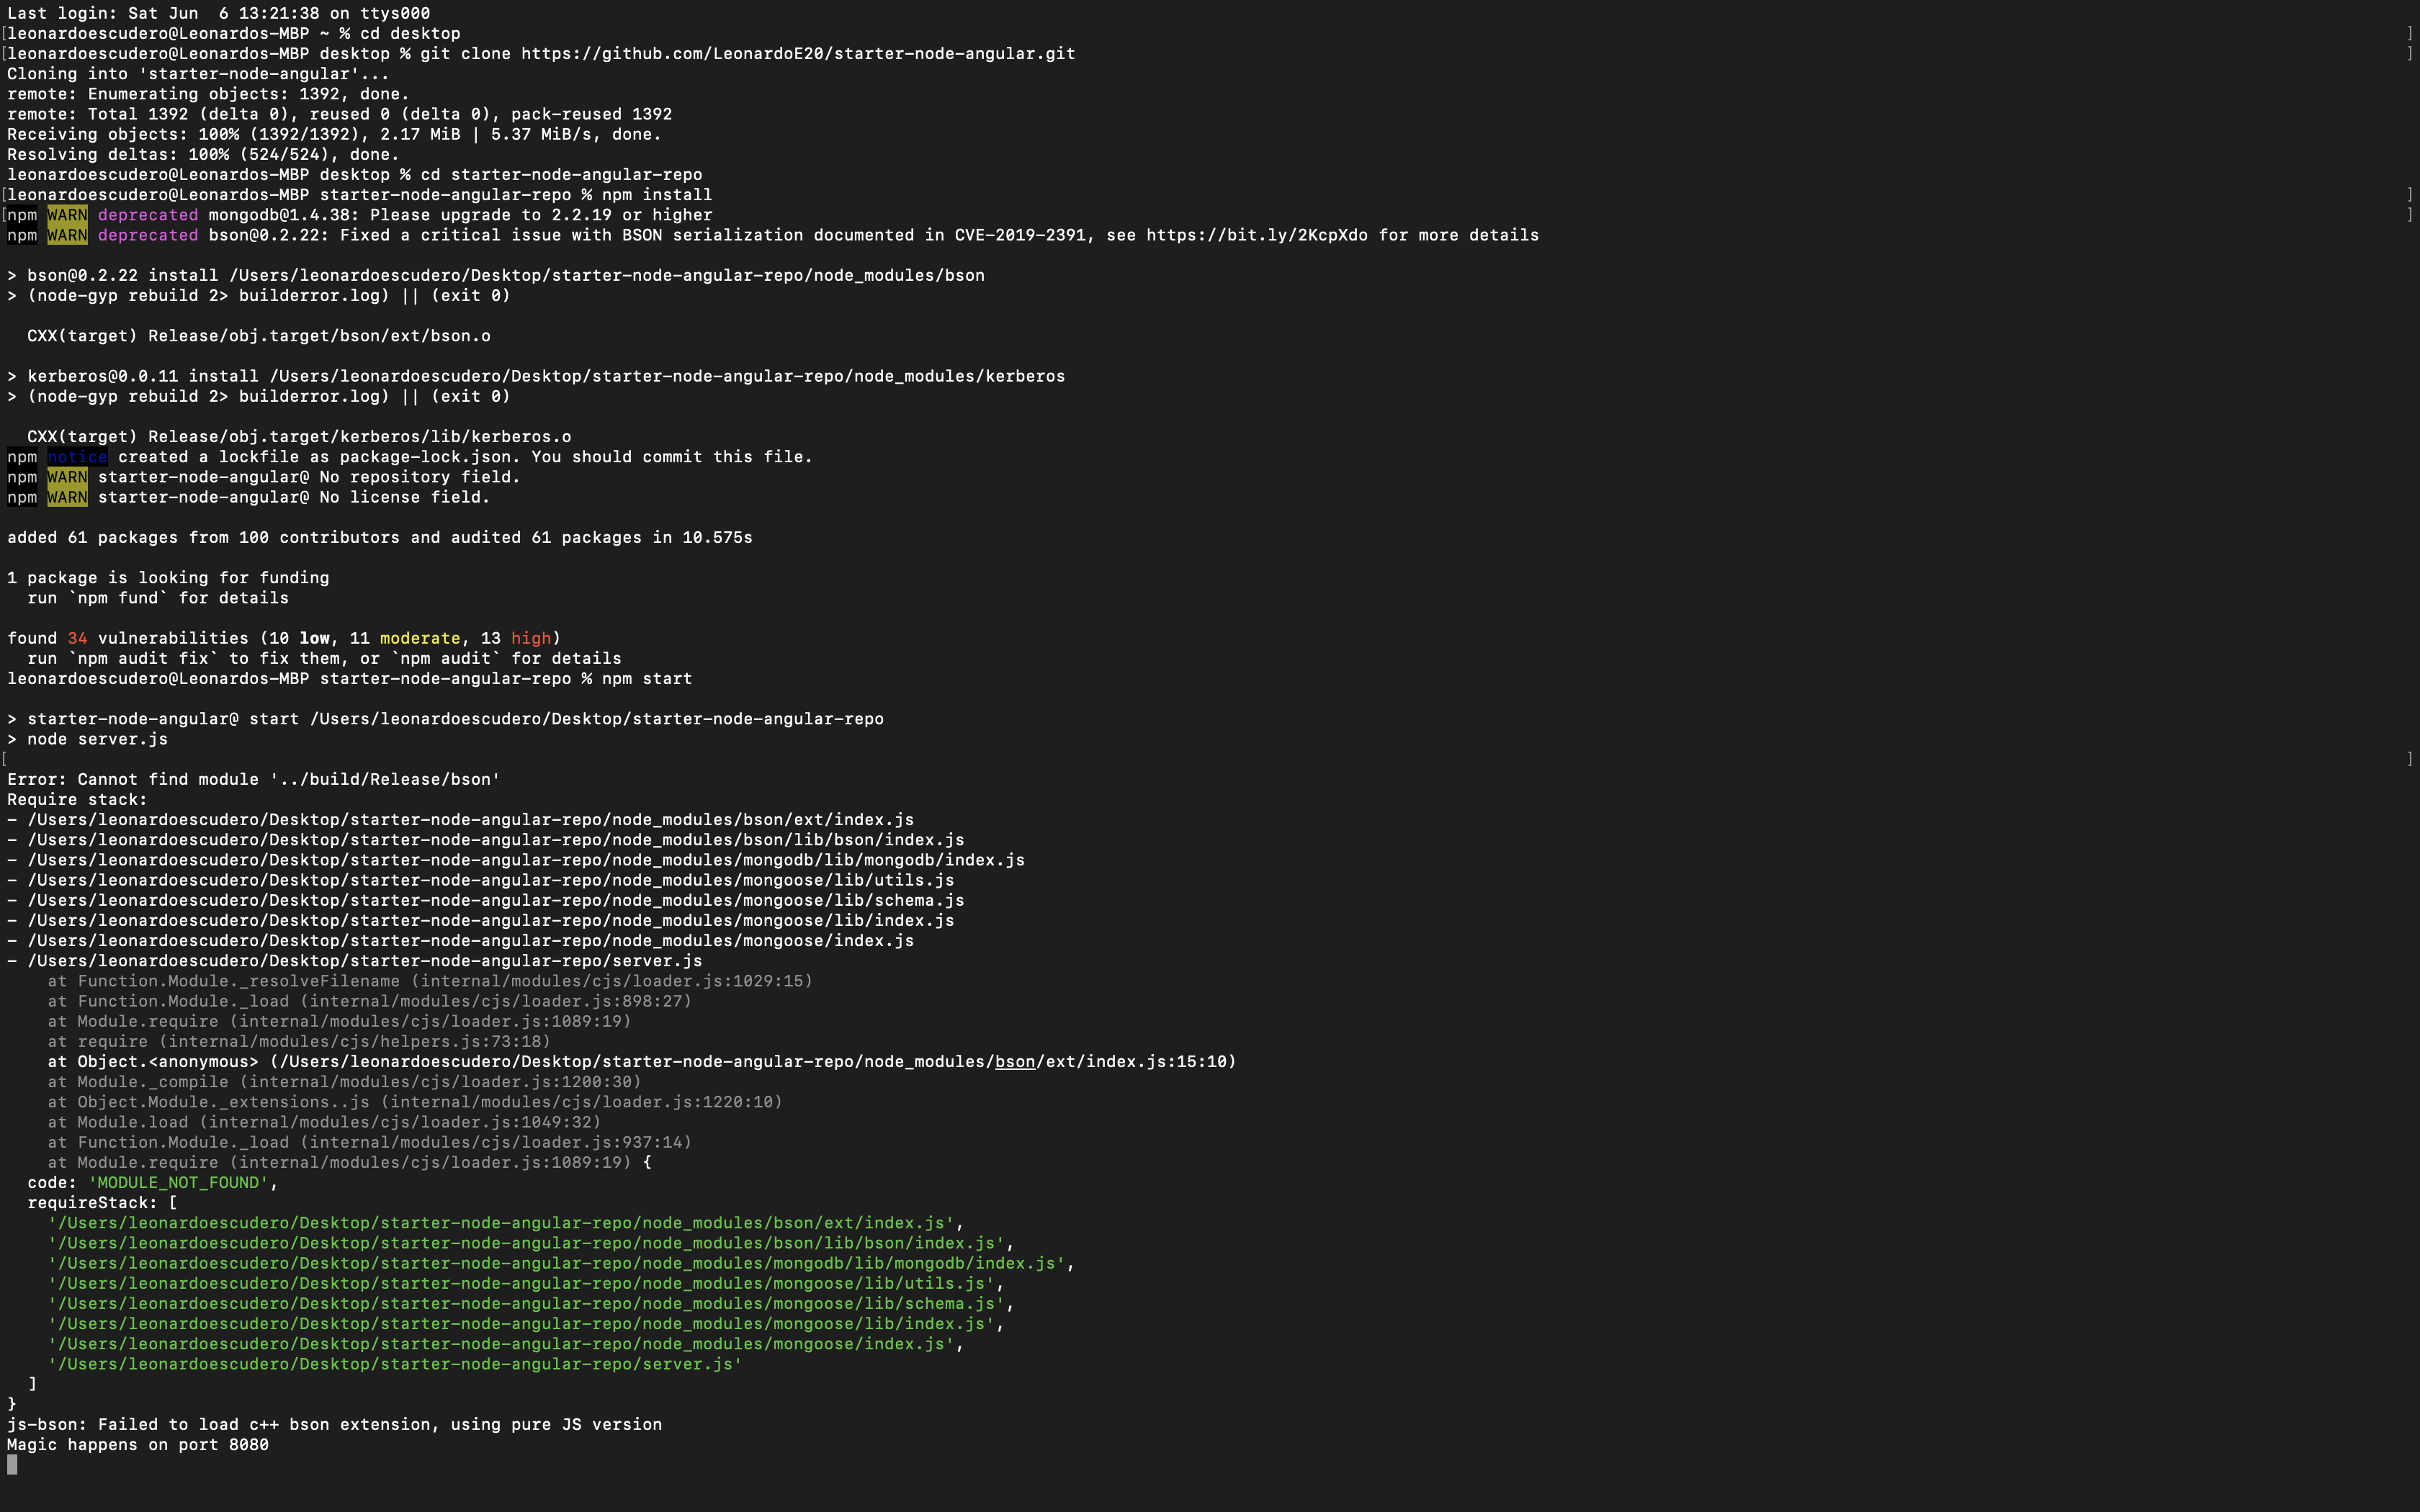 Last login: Sat Jun  6 13:21:38 on ttys000
[leonardoescudero@Leonardos-MBP ~ % cd desktop ]
[leonardoescudero@Leonardos-MBP desktop % git clone https://github.com/LeonardoE20/starter-node-angular.git ]
Cloning into 'starter-node-angular'...
remote: Enumerating objects: 1392, done.
remote: Total 1392 (delta 0), reused 0 (delta 0), pack-reused 1392
Receiving objects: 100% (1392/1392), 2.17 MiB | 5.37 MiB/s, done.
Resolving deltas: 100% (524/524), done.
leonardoescudero@Leonardos-MBP desktop % cd starter-node-angular-repo
[leonardoescudero@Leonardos-MBP starter-node-angular-repo % npm install ]
[npm WARN deprecated mongodb@1.4.38: Please upgrade to 2.2.19 or higher ]
npm WARN deprecated bson@0.2.22: Fixed a critical issue with BSON serialization documented in CVE-2019-2391, see https://bit.ly/2KcpXdo for more details
> bson@0.2.22 install /Users/leonardoescudero/Desktop/starter-node-angular-repo/node_modules/bson
> (node-gyp rebuild 2> builderror.log) || (exit 0)
  CXX(target) Release/obj.target/bson/ext/bson.o
> kerberos@0.0.11 install /Users/leonardoescudero/Desktop/starter-node-angular-repo/node_modules/kerberos
> (node-gyp rebuild 2> builderror.log) || (exit 0)
  CXX(target) Release/obj.target/kerberos/lib/kerberos.o
npm notice created a lockfile as package-lock.json. You should commit this file.
npm WARN starter-node-angular@ No repository field.
npm WARN starter-node-angular@ No license field.
added 61 packages from 100 contributors and audited 61 packages in 10.575s
1 package is looking for funding
  run `npm fund` for details
found 34 vulnerabilities (10 low, 11 moderate, 13 high)
  run `npm audit fix` to fix them, or `npm audit` for details
leonardoescudero@Leonardos-MBP starter-node-angular-repo % npm start
> starter-node-angular@ start /Users/leonardoescudero/Desktop/starter-node-angular-repo
> node server.js
[ ]
Error: Cannot find module '../build/Release/bson'
Require stack:
- /Users/leonardoescudero/Desktop/starter-node-angular-repo/node_modules/bson/ext/index.js
- /Users/leonardoescudero/Desktop/starter-node-angular-repo/node_modules/bson/lib/bson/index.js
- /Users/leonardoescudero/Desktop/starter-node-angular-repo/node_modules/mongodb/lib/mongodb/index.js
- /Users/leonardoescudero/Desktop/starter-node-angular-repo/node_modules/mongoose/lib/utils.js
- /Users/leonardoescudero/Desktop/starter-node-angular-repo/node_modules/mongoose/lib/schema.js
- /Users/leonardoescudero/Desktop/starter-node-angular-repo/node_modules/mongoose/lib/index.js
- /Users/leonardoescudero/Desktop/starter-node-angular-repo/node_modules/mongoose/index.js
- /Users/leonardoescudero/Desktop/starter-node-angular-repo/server.js
    at Function.Module._resolveFilename (internal/modules/cjs/loader.js:1029:15)
    at Function.Module._load (internal/modules/cjs/loader.js:898:27)
    at Module.require (internal/modules/cjs/loader.js:1089:19)
    at require (internal/modules/cjs/helpers.js:73:18)
    at Object.<anonymous> (/Users/leonardoescudero/Desktop/starter-node-angular-repo/node_modules/bson/ext/index.js:15:10)
    at Module._compile (internal/modules/cjs/loader.js:1200:30)
    at Object.Module._extensions..js (internal/modules/cjs/loader.js:1220:10)
    at Module.load (internal/modules/cjs/loader.js:1049:32)
    at Function.Module._load (internal/modules/cjs/loader.js:937:14)
    at Module.require (internal/modules/cjs/loader.js:1089:19) {
  code: 'MODULE_NOT_FOUND',
  requireStack: [
    '/Users/leonardoescudero/Desktop/starter-node-angular-repo/node_modules/bson/ext/index.js',
    '/Users/leonardoescudero/Desktop/starter-node-angular-repo/node_modules/bson/lib/bson/index.js',
    '/Users/leonardoescudero/Desktop/starter-node-angular-repo/node_modules/mongodb/lib/mongodb/index.js',
    '/Users/leonardoescudero/Desktop/starter-node-angular-repo/node_modules/mongoose/lib/utils.js',
    '/Users/leonardoescudero/Desktop/starter-node-angular-repo/node_modules/mongoose/lib/schema.js',
    '/Users/leonardoescudero/Desktop/starter-node-angular-repo/node_modules/mongoose/lib/index.js',
    '/Users/leonardoescudero/Desktop/starter-node-angular-repo/node_modules/mongoose/index.js',
    '/Users/leonardoescudero/Desktop/starter-node-angular-repo/server.js'
  ]
}
js-bson: Failed to load c++ bson extension, using pure JS version
Magic happens on port 8080